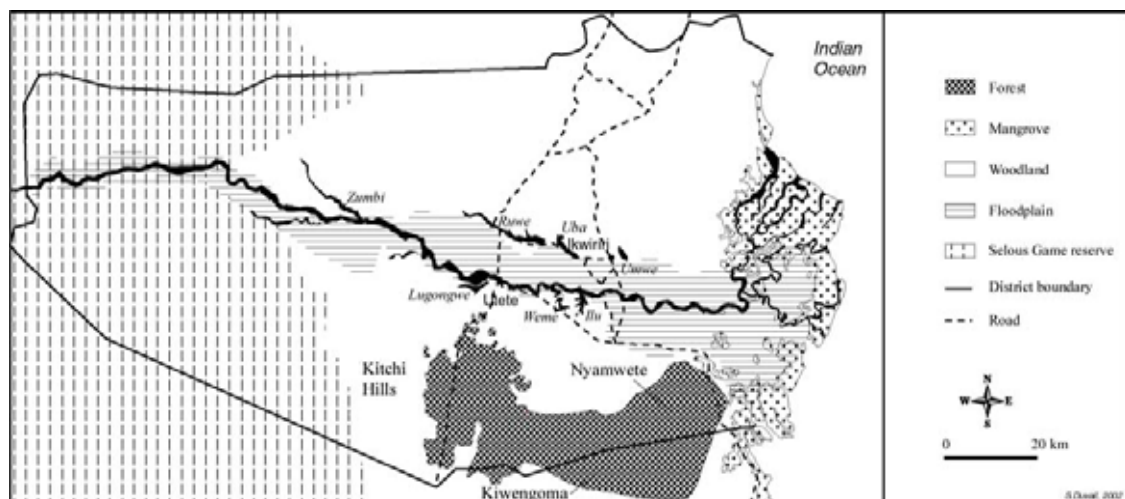 Indian
Ocean
Zumbi
Ruwe
Uba
Ikwiriri
Umwe
Lugongwe
Utete
Weme
Ilu
Kitchi
Hills
Nyamwete
Kiwengoma
Forest
Mangrove
Woodland
Floodplain
Selous Game reserve
District boundary
Road
N
W
E
S
0
20 km
2002